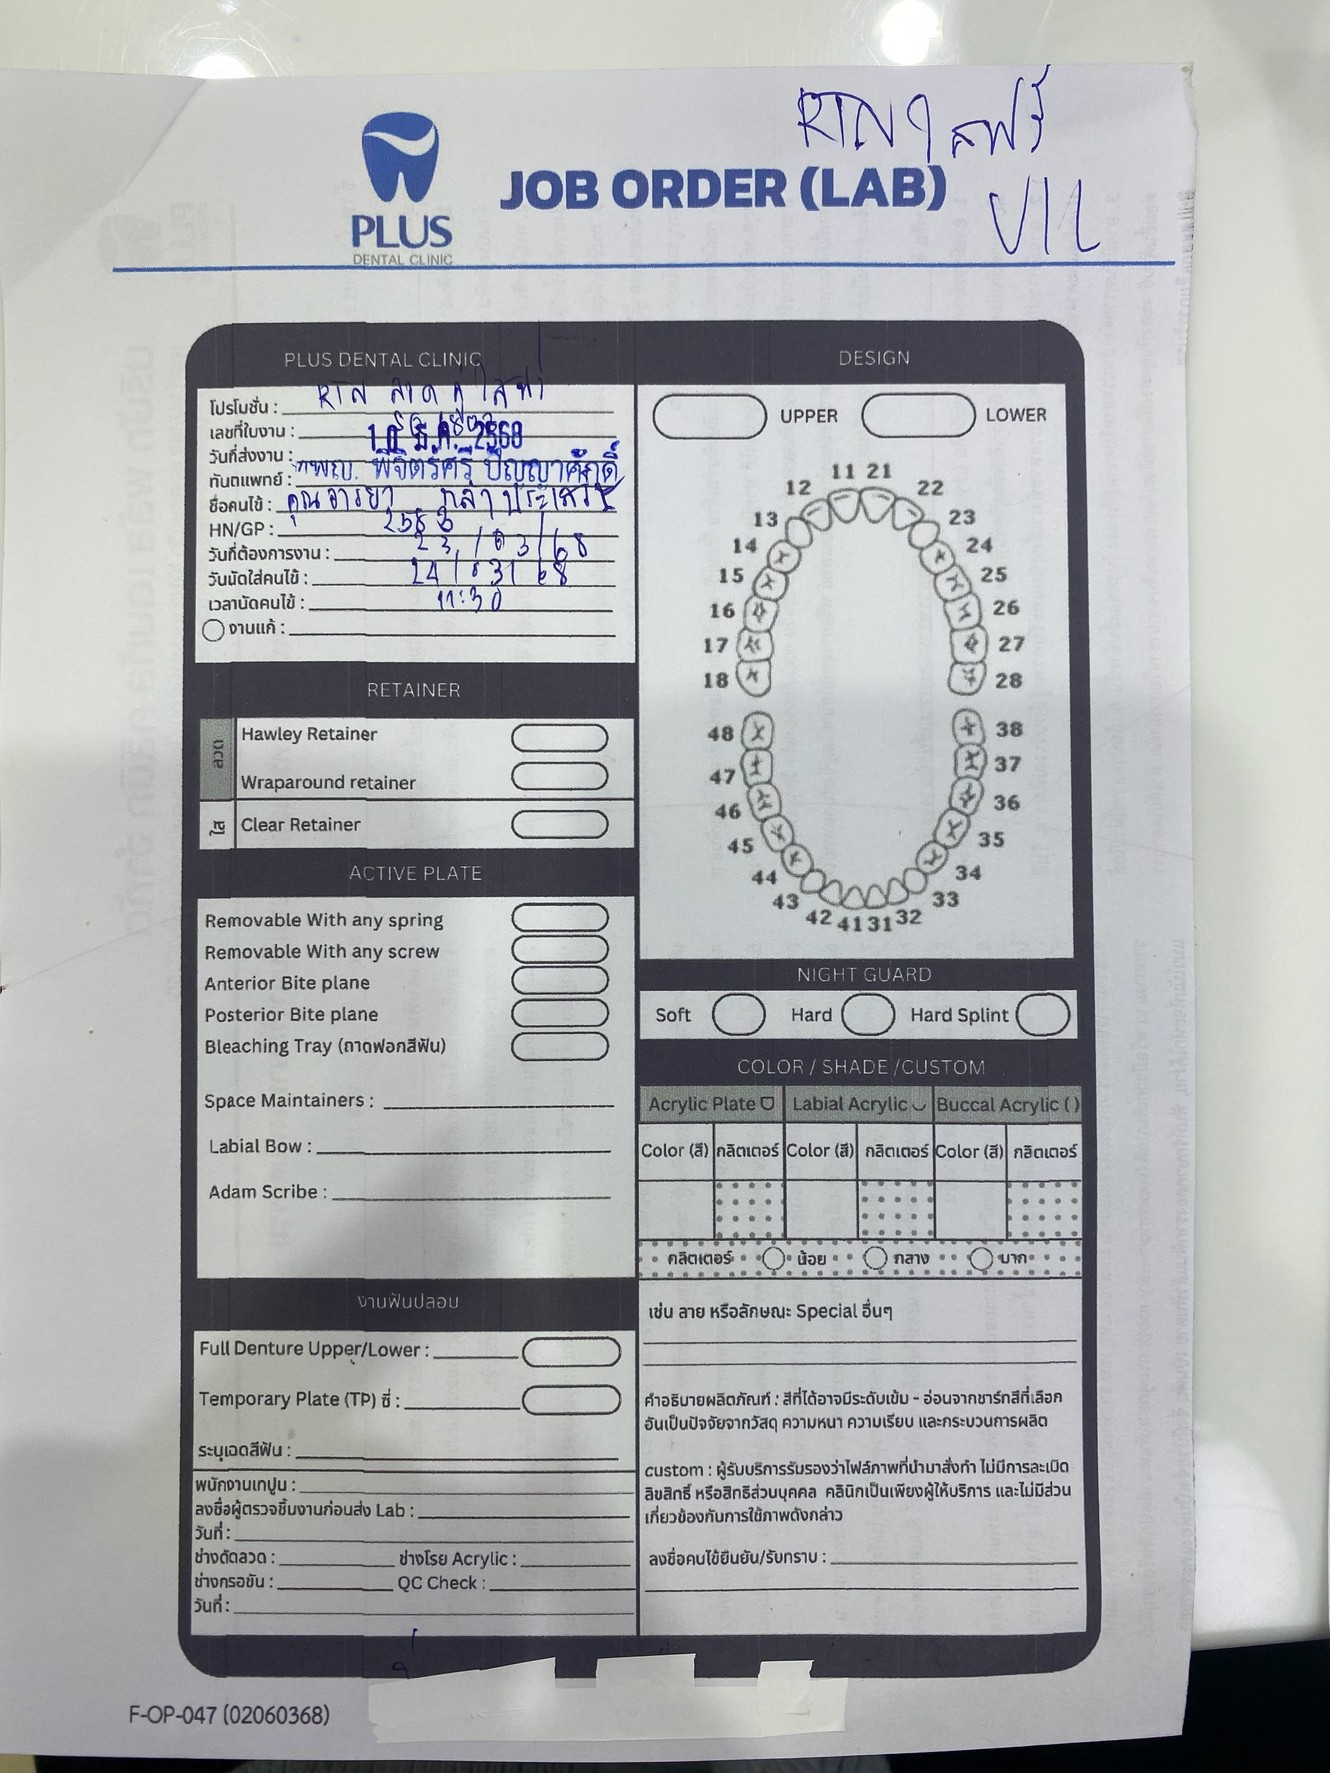 รีเทนใสฟรี
U/L
PLUS
DENTAL CLINIC
JOB ORDER (LAB)
PLUS DENTAL CLINIC
โปรโมชั่น :
เลขที่ใบงาน :
วันที่ส่งงาน : 2568
ทันตแพทย์ : ทพญ. พิจิตร์ศรี ปัญญาศักดิ์
ชื่อคนไข้ : คุณอารยา
HN/GP : 2583
วันที่ต้องการงาน : 23/03/68
วันนัดใส่คนไข้ : 24/03/68
เวลานัดคนไข้ : 11:30
งานแก้ :
RETAINER
ลวด
Hawley Retainer
Wraparound retainer
ใส
Clear Retainer
ACTIVE PLATE
Removable With any spring
Removable With any screw
Anterior Bite plane
Posterior Bite plane
Bleaching Tray (ถาดฟอกสีฟัน)
Space Maintainers :
Labial Bow :
Adam Scribe :
งานฟันปลอม
Full Denture Upper/Lower :
Temporary Plate (TP) ซี่ :
ระบุเฉดสีฟัน :
พนักงานเทปูน :
ลงชื่อผู้ตรวจชิ้นงานก่อนส่ง Lab :
วันที่ :
ช่างดัดลวด : ช่างโรย Acrylic :
ช่างกรอขัน : QC Check :
วันที่ :
DESIGN
UPPER LOWER
11 21
12 22
13 23
14 24
15 25
16 26
17 27
18 28
48 38
47 37
46 36
45 35
44 34
43 33
42 41 31 32
NIGHT GUARD
Soft Hard Hard Splint
COLOR / SHADE /CUSTOM
Acrylic Plate Labial Acrylic Buccal Acrylic ( )
Color (สี) กลิตเตอร์ Color (สี) กลิตเตอร์ Color (สี) กลิตเตอร์
กลิตเตอร์ น้อย กลาง มาก
เช่น ลาย หรือลักษณะ Special อื่นๆ
คำอธิบายผลิตภัณฑ์ : สีที่ได้อาจมีระดับเข้ม - อ่อนจากชาร์ทสีที่เลือก
อันเป็นปัจจัยจากวัสดุ ความหนา ความเรียบ และกระบวนการผลิต
custom : ผู้รับบริการรับรองว่าไฟล์ภาพที่นำมาสั่งทำ ไม่มีการละเมิด
ลิขสิทธิ์ หรือสิทธิส่วนบุคคล คลินิกเป็นเพียงผู้ให้บริการ และไม่มีส่วน
เกี่ยวข้องกับการใช้ภาพดังกล่าว
ลงชื่อคนไข้ยืนยัน/รับทราบ :
F-OP-047 (02060368)